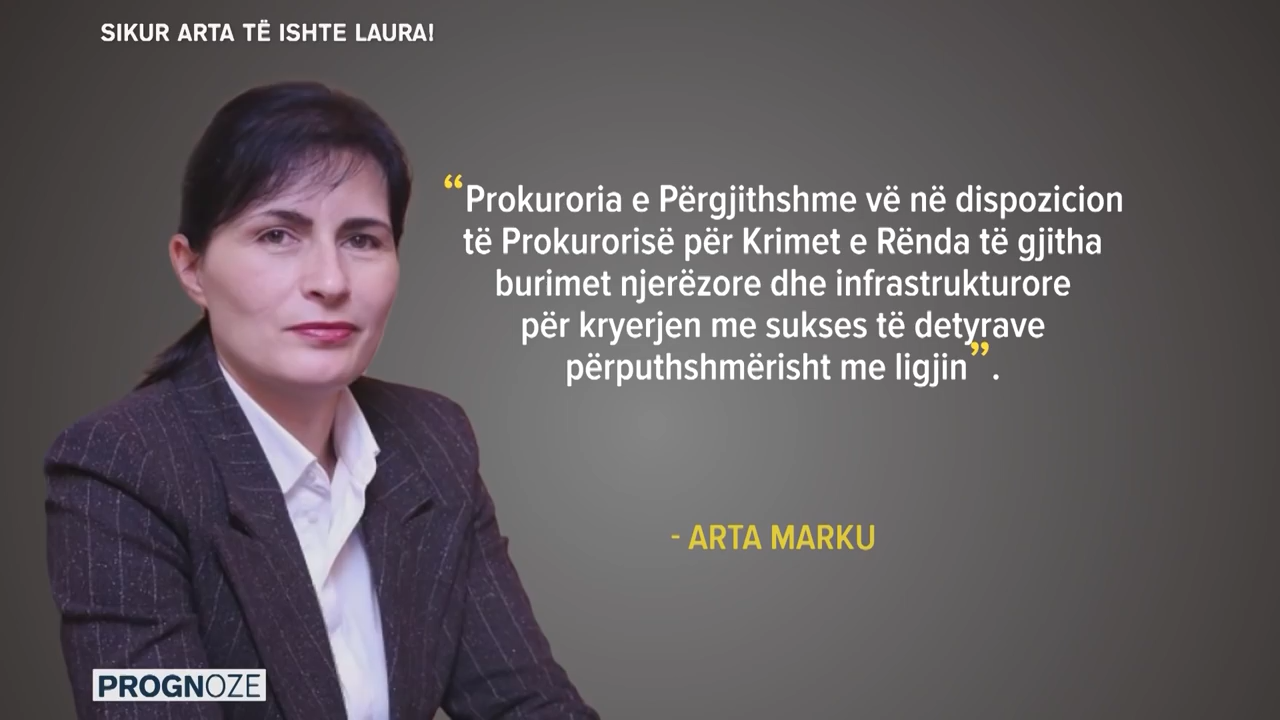 SIKUR ARTA TË ISHTE LAURA!
“Prokuroria e Përgjithshme vë në dispozicion
të Prokurorisë për Krimet e Rënda të gjitha
burimet njerëzore dhe infrastrukturore
për kryerjen me sukses të detyrave
përputhshmërisht me ligjin”.
- ARTA MARKU
PROGNOZE